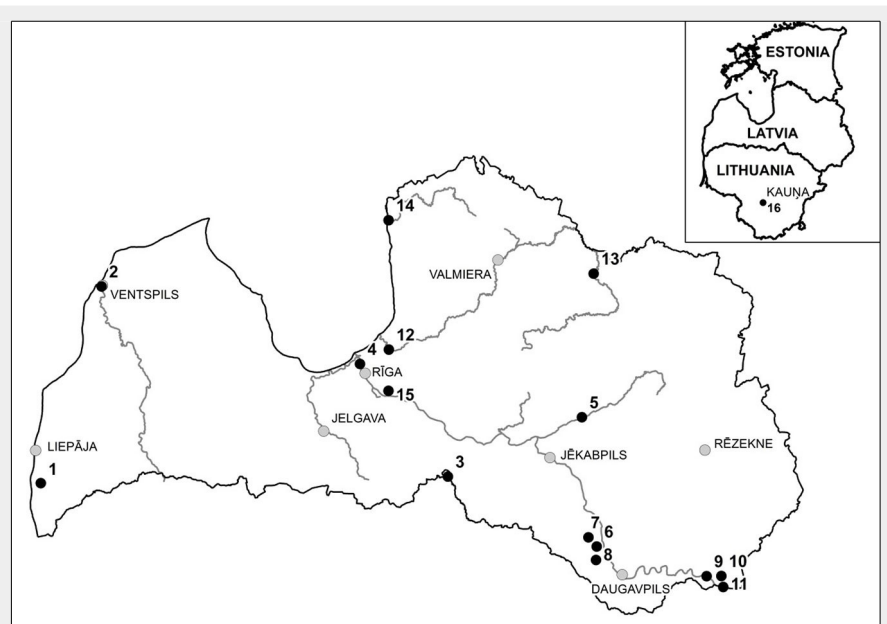 ESTONIA
LATVIA
LITHUANIA
KAUŅA
16
14
VALMIERA
13
2
VENTSPILS
12
4
RĪGA
15
5
JELGAVA
LIEPĀJA
1
3
JĒKABPILS
RĒZEKNE
7
6
8
9 10
11
DAUGAVPILS